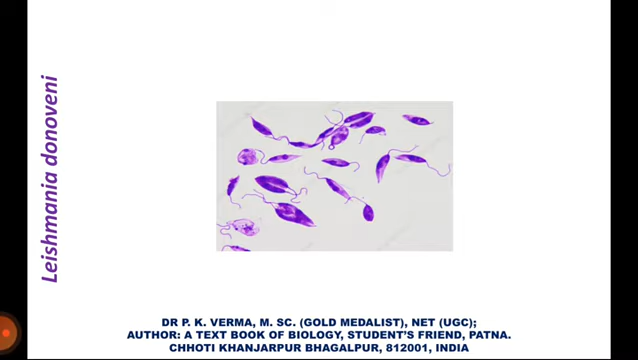 Leishmania donoveni
DR P. K. VERMA, M. SC. (GOLD MEDALIST), NET (UGC);
AUTHOR: A TEXT BOOK OF BIOLOGY, STUDENT'S FRIEND, PATNA.
CHHOTI KHANJARPUR BHAGALPUR, 812001, INDIA